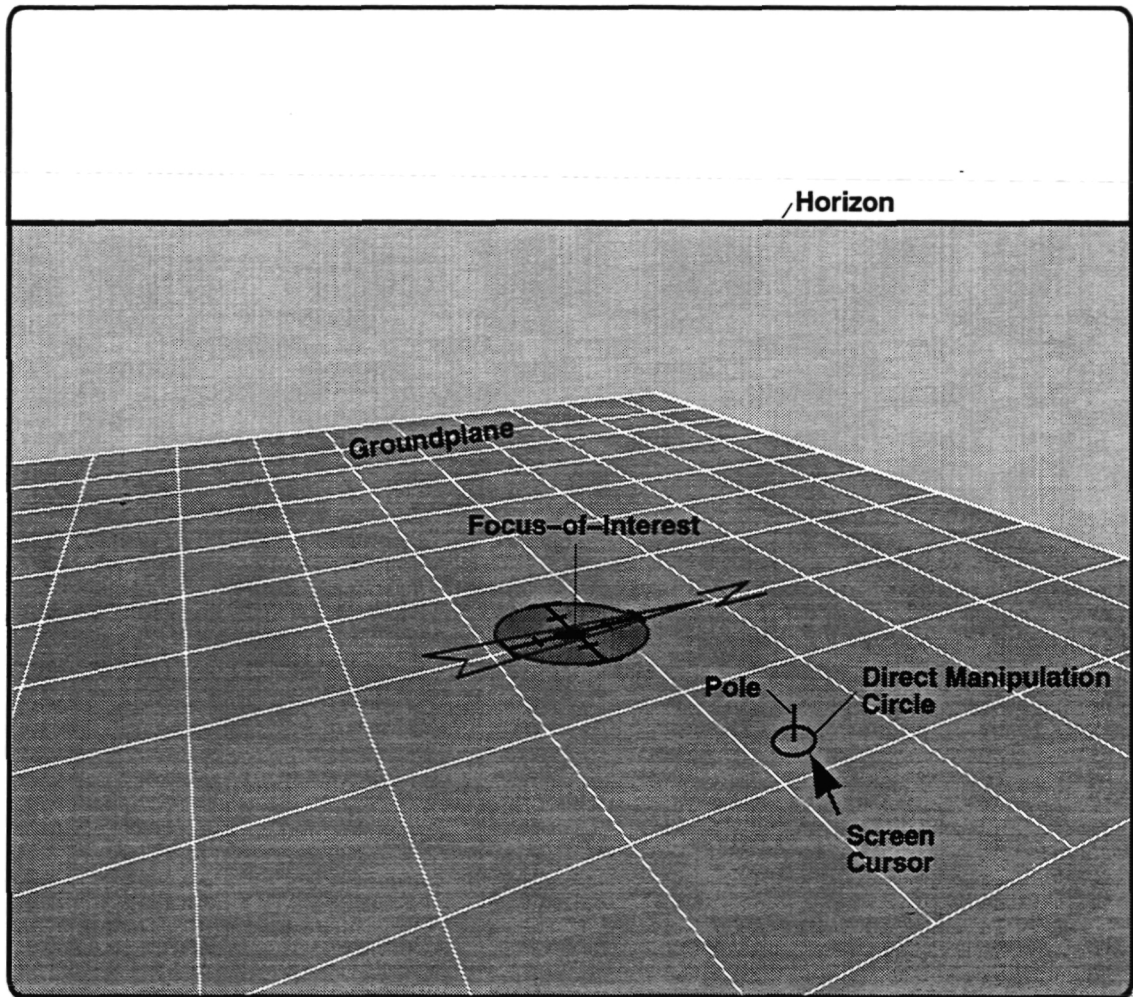 Horizon
Groundplane
Focus-of-Interest
Pole
Direct Manipulation
Circle
Screen
Cursor